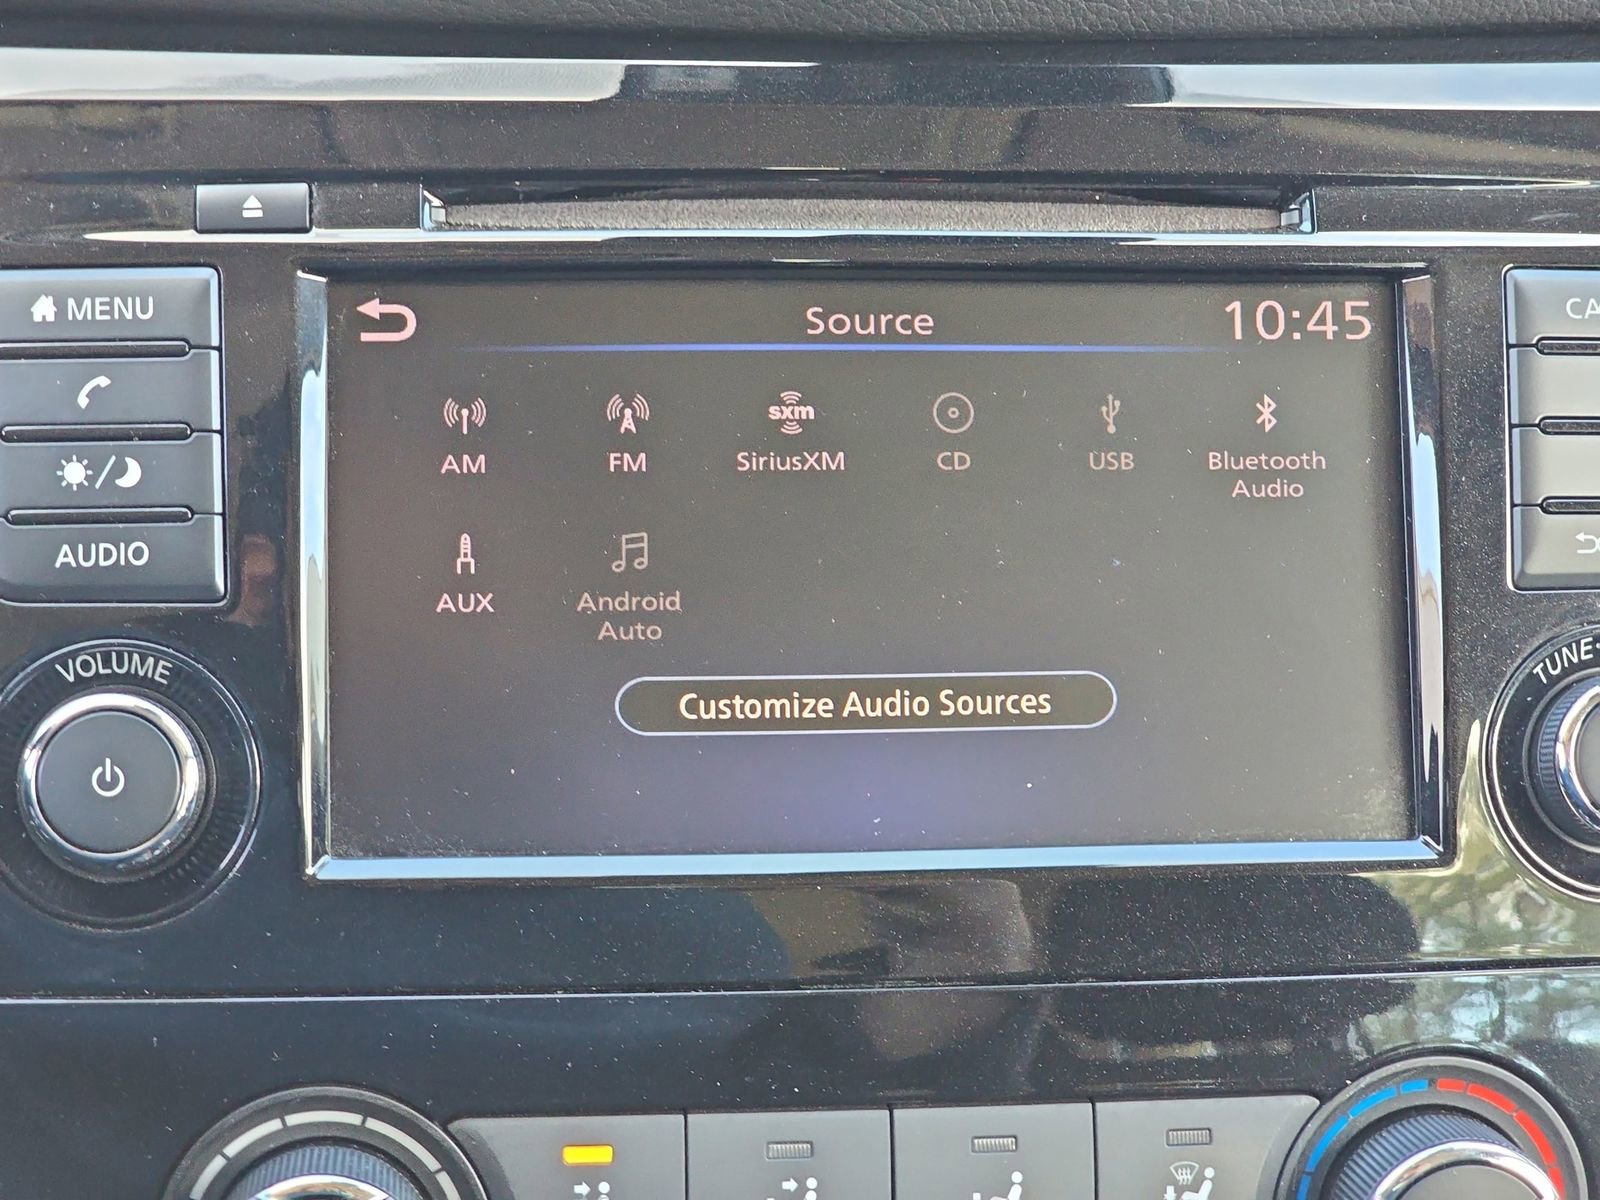 MENU
AUDIO
VOLUME
Source
10:45
AM
FM
sxm
SiriusXM
CD
USB
Bluetooth
Audio
AUX
Android
Auto
Customize Audio Sources
CA
TUNE